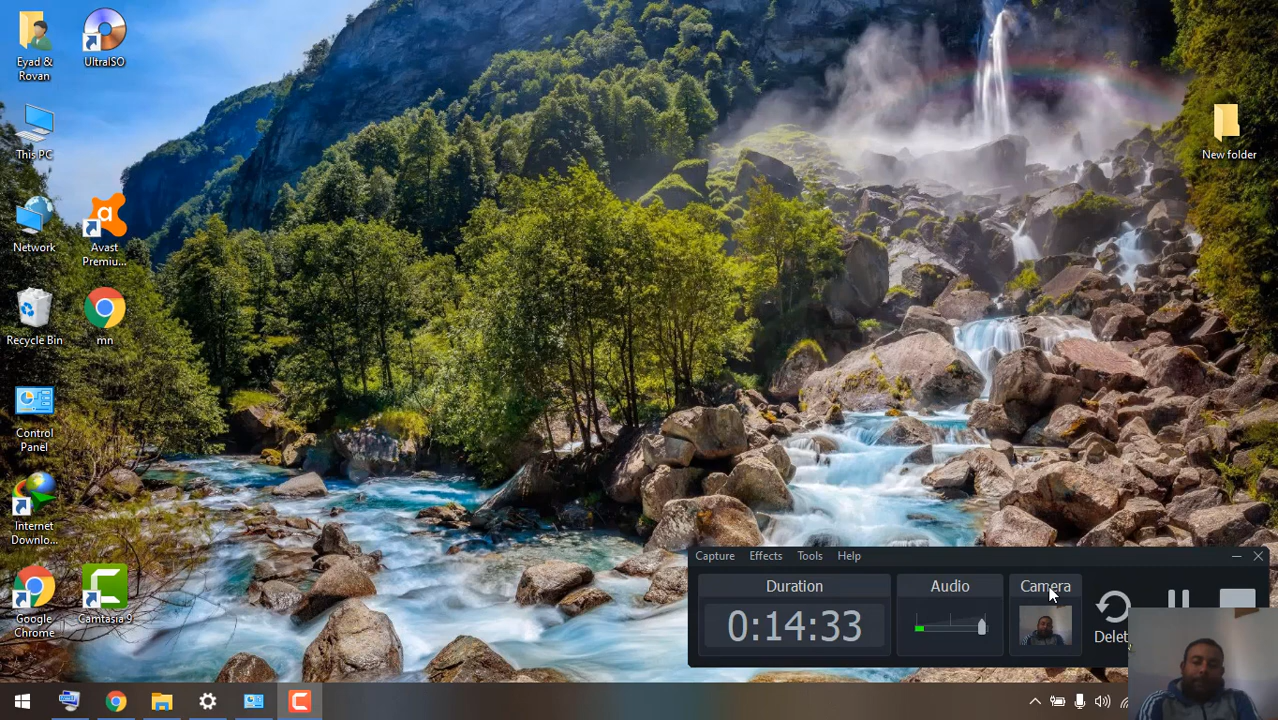 Eyad &
Rovan
UltraISO
This PC
New folder
Network
Avast
Premiu...
Recycle Bin
mn
Control
Panel
Internet
Downlo...
Google
Chrome
Camtasia 9
Capture Effects Tools Help
Duration Audio Camera
0:14:33